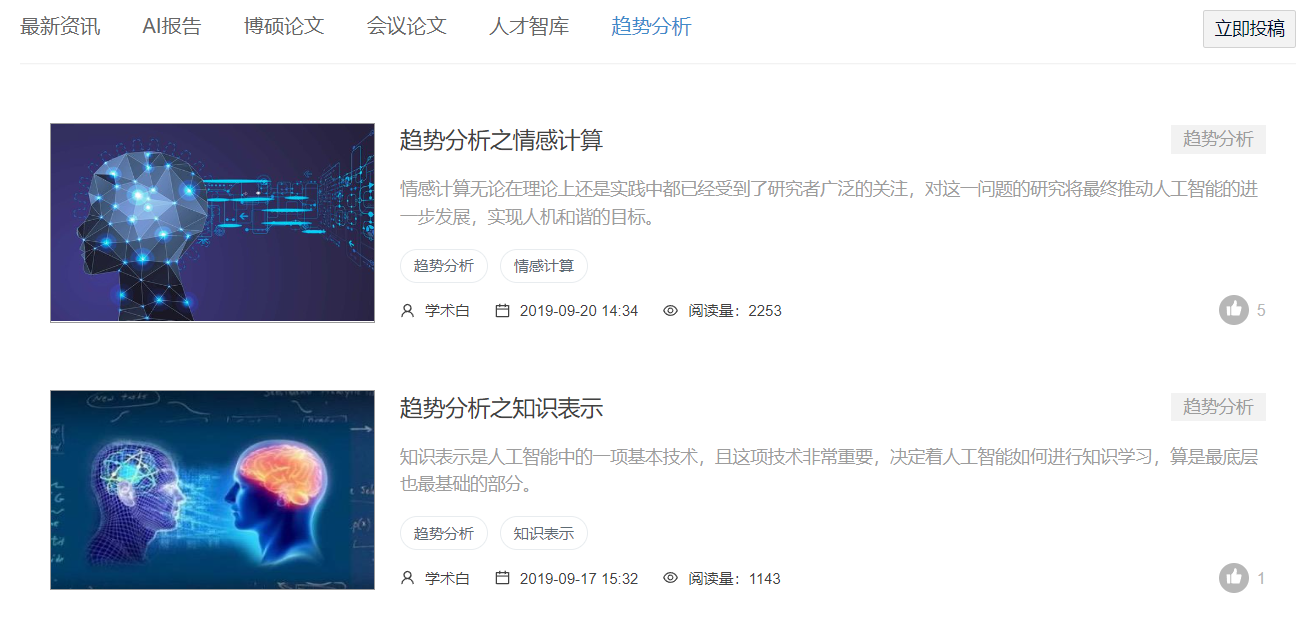 最新资讯 AI报告 博硕论文 会议论文 人才智库 趋势分析 立即投稿
趋势分析之情感计算 趋势分析
情感计算无论在理论上还是实践中都已经受到了研究者广泛的关注，对这一问题的研究将最终推动人工智能的进
一步发展，实现人机和谐的目标。
趋势分析 情感计算
学术白 2019-09-20 14:34 阅读量：2253 5
趋势分析之知识表示 趋势分析
知识表示是人工智能中的一项基本技术，且这项技术非常重要，决定着人工智能如何进行知识学习，算是最底层
也最基础的部分。
趋势分析 知识表示
学术白 2019-09-17 15:32 阅读量：1143 1